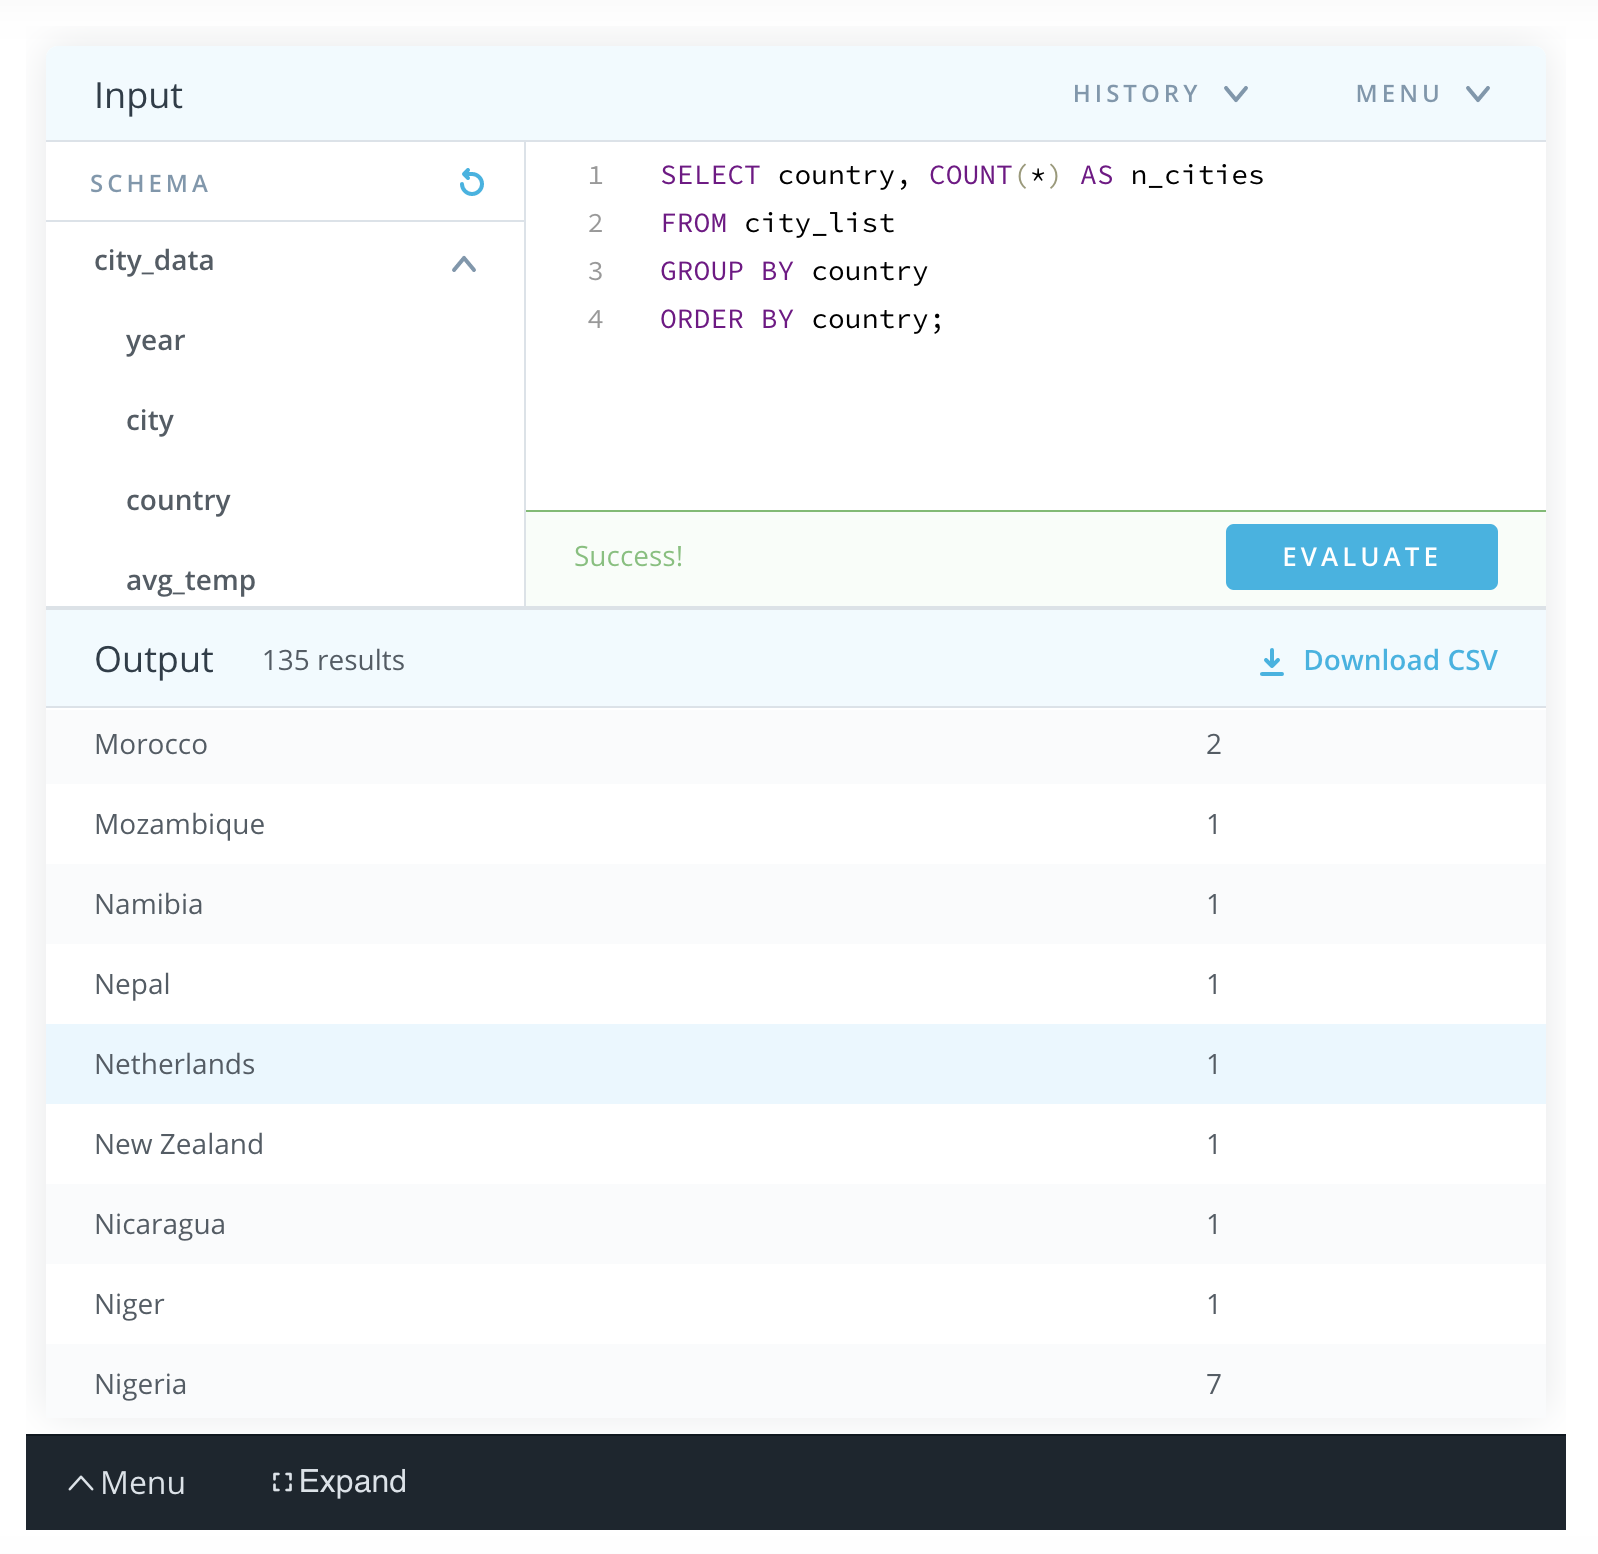 Input
HISTORY
MENU
SCHEMA
city_data
year
city
country
avg_temp
1 SELECT country, COUNT(*) AS n_cities
2 FROM city_list
3 GROUP BY country
4 ORDER BY country;
Success!
EVALUATE
Output 135 results
Download CSV
Morocco 2
Mozambique 1
Namibia 1
Nepal 1
Netherlands 1
New Zealand 1
Nicaragua 1
Niger 1
Nigeria 7
Menu Expand